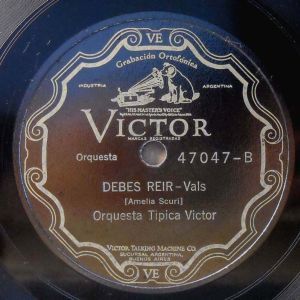 VE
Grabación Ortofónica
INDUSTRIA ARGENTINA
"HIS MASTER'S VOICE"
VICTOR
MARCAS REGISTRADAS
Orquesta 47047-B
DEBES REIR-Vals
[Amelia Scuri]
Orquesta Tipica Victor
VICTOR TALKING MACHINE CO.
SUCURSAL ARGENTINA,
BUENOS AIRES
VE